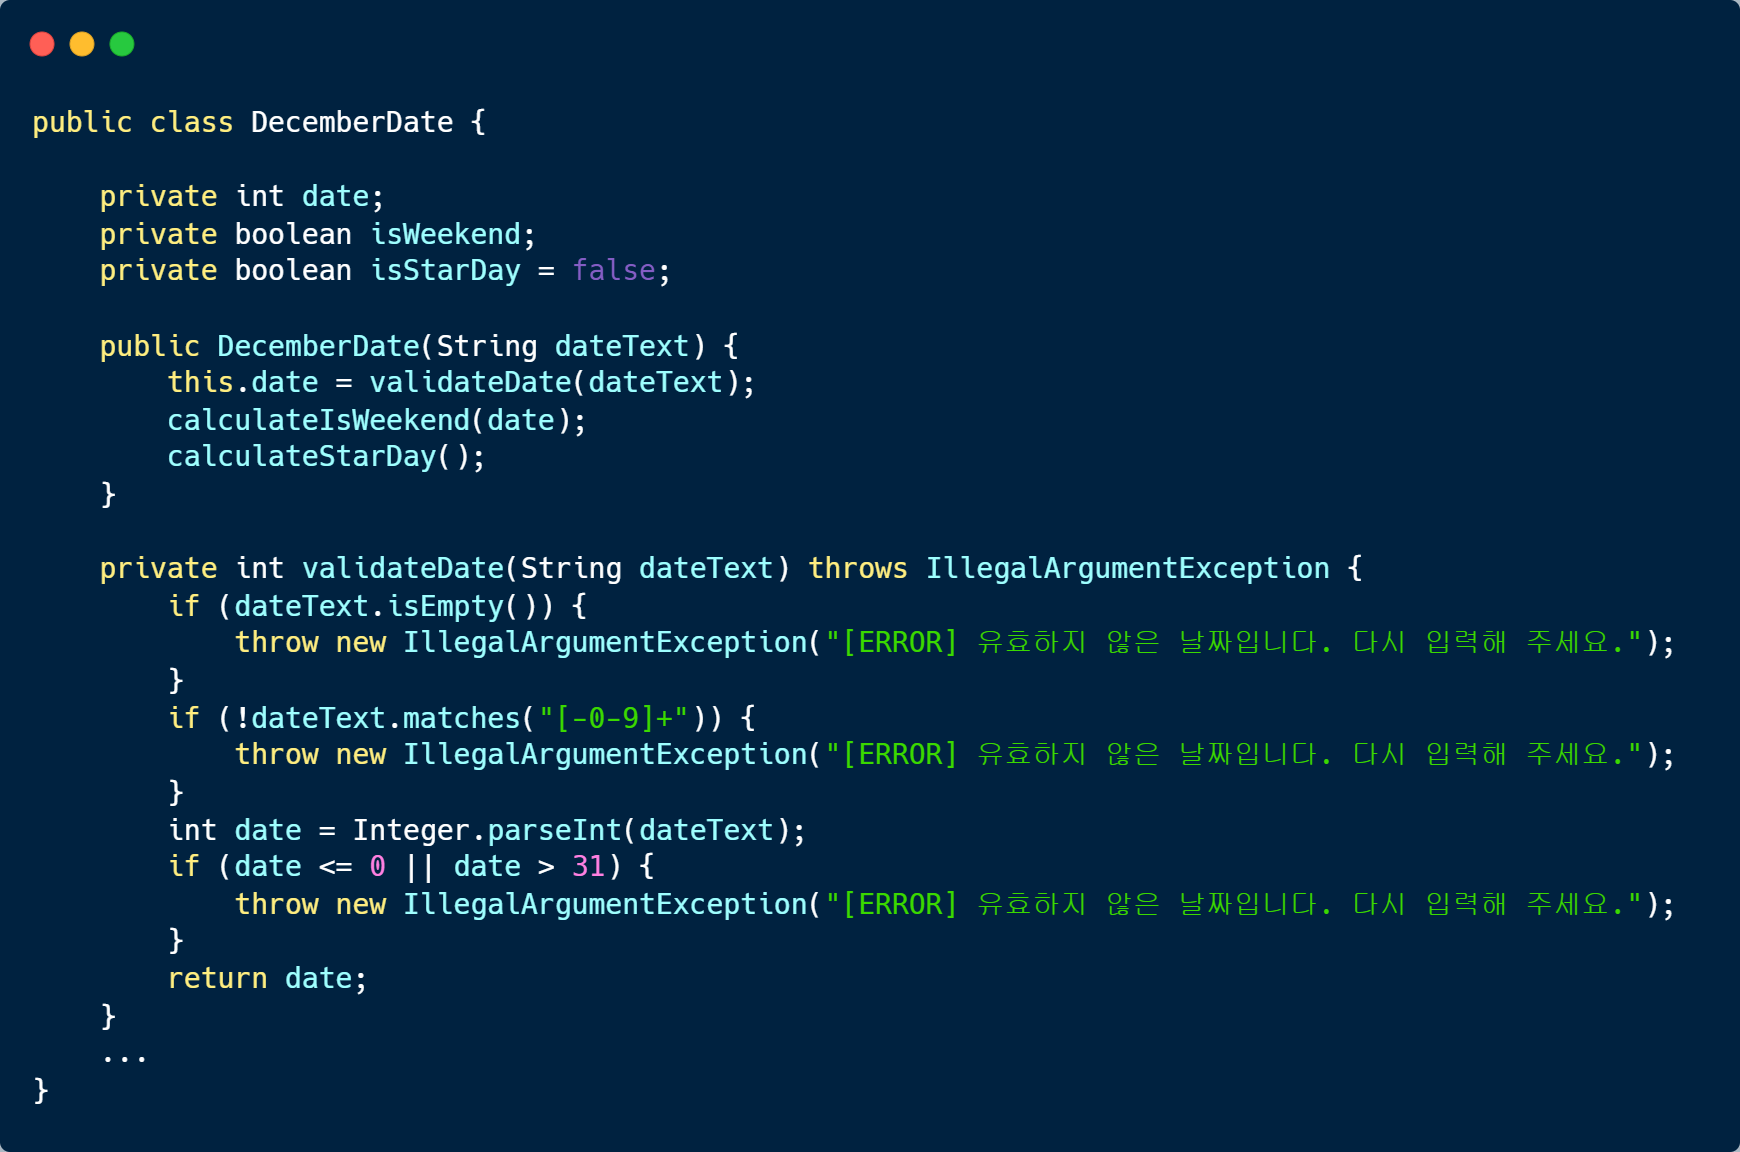 public class DecemberDate {
private int date;
private boolean isWeekend;
private boolean isStarDay = false;
public DecemberDate(String dateText) {
this.date = validateDate(dateText);
calculateIsWeekend(date);
calculateStarDay();
}
private int validateDate(String dateText) throws IllegalArgumentException {
if (dateText.isEmpty()) {
throw new IllegalArgumentException("[ERROR] 유효하지 않은 날짜입니다. 다시 입력해 주세요.");
}
if (!dateText.matches("[-0-9]+")) {
throw new IllegalArgumentException("[ERROR] 유효하지 않은 날짜입니다. 다시 입력해 주세요.");
}
int date = Integer.parseInt(dateText);
if (date <= 0 || date > 31) {
throw new IllegalArgumentException("[ERROR] 유효하지 않은 날짜입니다. 다시 입력해 주세요.");
}
return date;
}
...
}